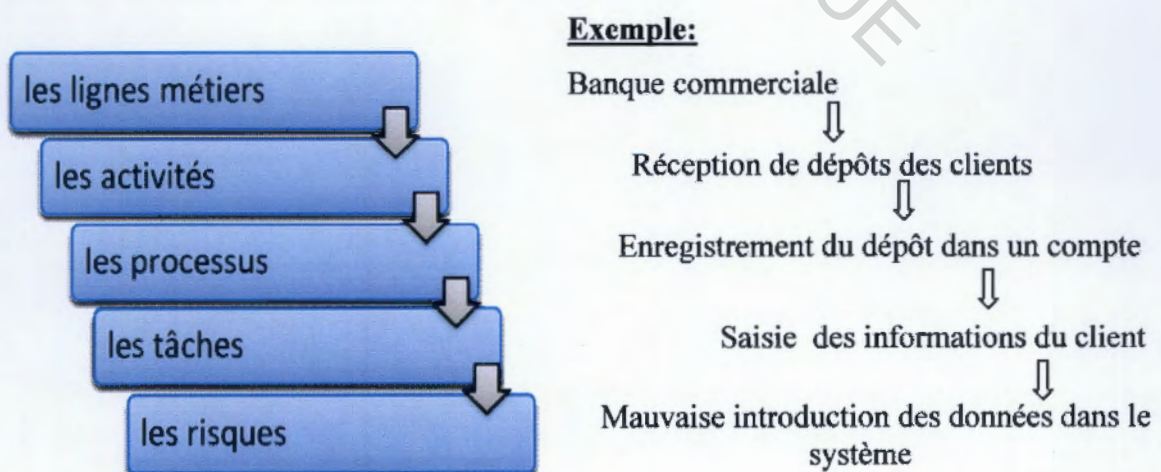 les lignes métiers
les activités
les processus
les tâches
les risques
Exemple:
Banque commerciale
Réception de dépôts des clients
Enregistrement du dépôt dans un compte
Saisie des informations du client
Mauvaise introduction des données dans le
système